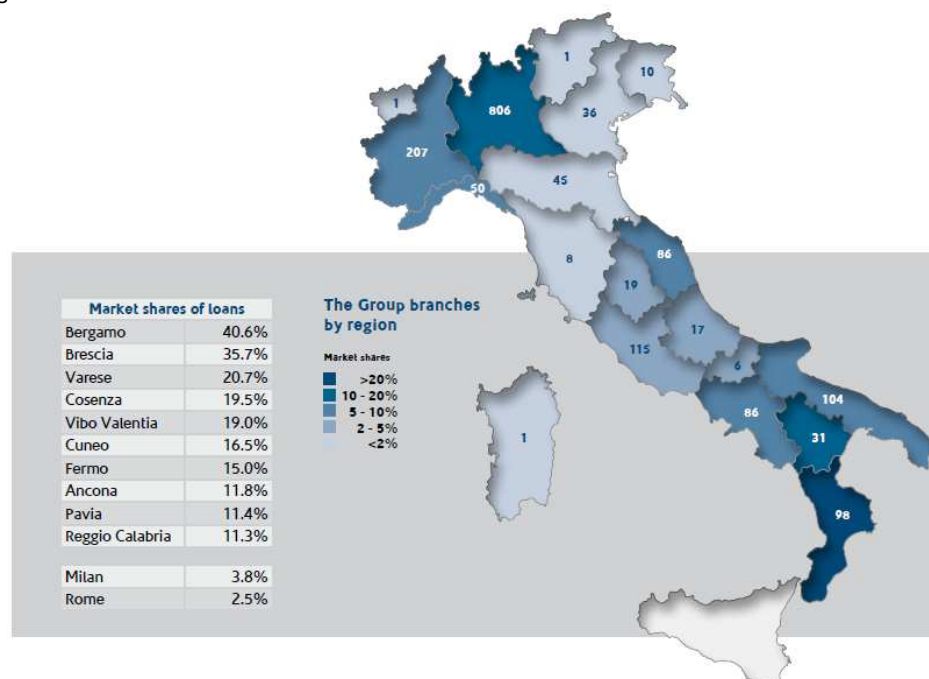 1
10
1
806
36
207
50
45
8
86
19
17
115
6
104
86
31
1
98
Market shares of loans
Bergamo 40.6%
Brescia 35.7%
Varese 20.7%
Cosenza 19.5%
Vibo Valentia 19.0%
Cuneo 16.5%
Fermo 15.0%
Ancona 11.8%
Pavia 11.4%
Reggio Calabria 11.3%
Milan 3.8%
Rome 2.5%
The Group branches
by region
Market shares
>20%
10 - 20%
5 - 10%
2 - 5%
<2%